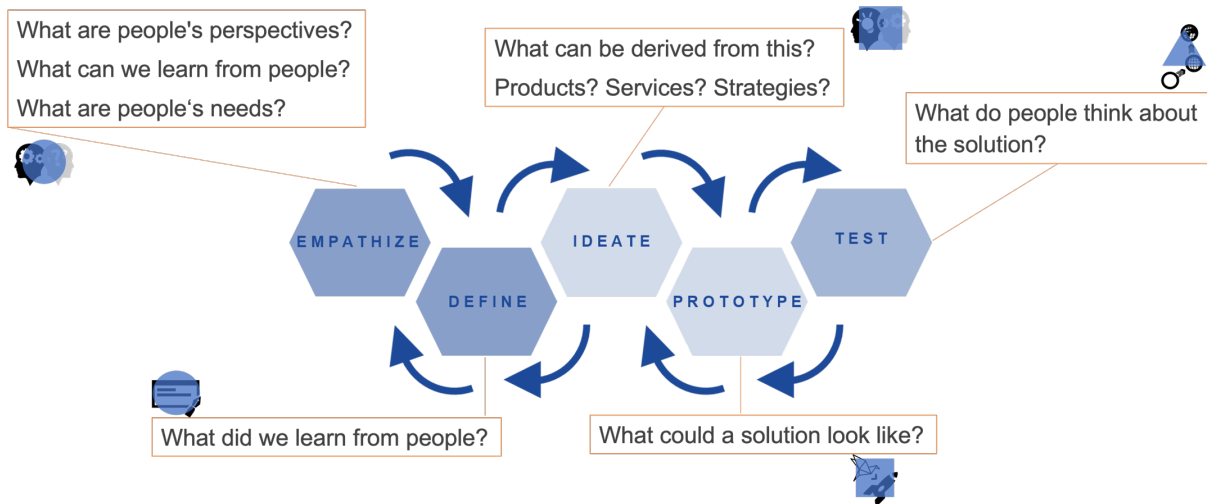 What are people's perspectives?
What can we learn from people?
What are people‘s needs?
What can be derived from this?
Products? Services? Strategies?
What do people think about
the solution?
EMPATHIZE
DEFINE
IDEATE
PROTOTYPE
TEST
What did we learn from people?
What could a solution look like?